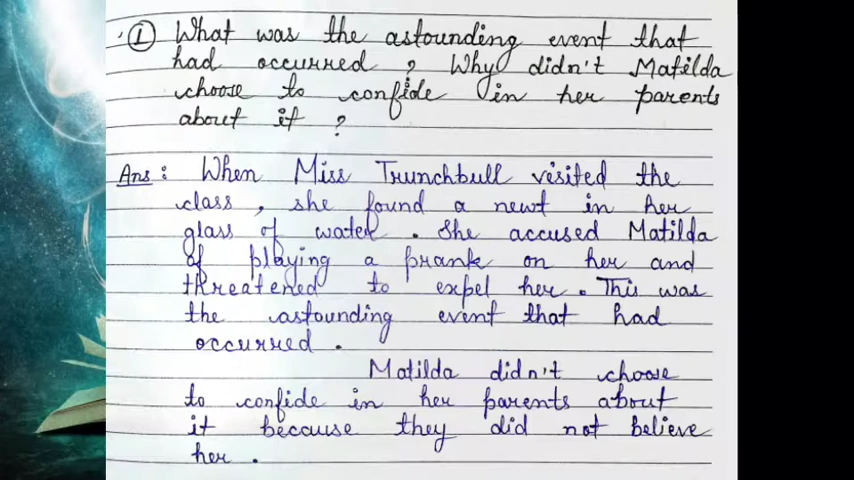 ① What was the astounding event that
had occurred ? Why didn't Matilda
choose to confide in her parents
about it ?
Ans : When Miss Trunchbull visited the
class , she found a newt in her
glass of water . She accused Matilda
of playing a prank on her and
threatened to expel her . This was
the astounding event that had
occurred .
Matilda didn't choose
to confide in her parents about
it because they did not believe
her .